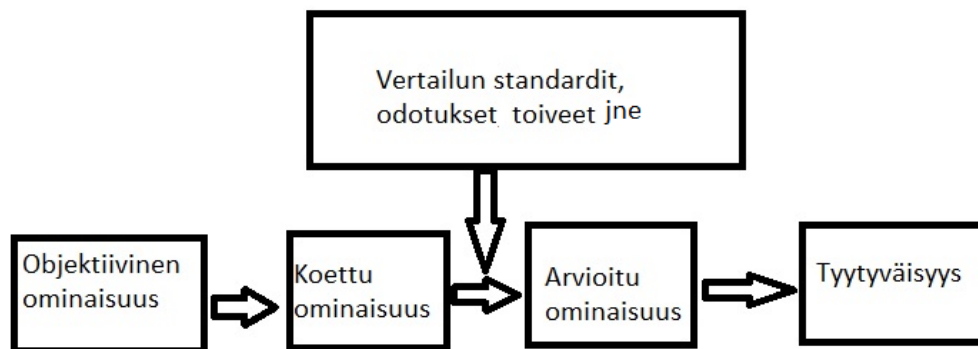 Vertailun standardit,
odotukset, toiveet jne
Objektiivinen
ominaisuus
Koettu
ominaisuus
Arvioitu
ominaisuus
Tyytyväisyys